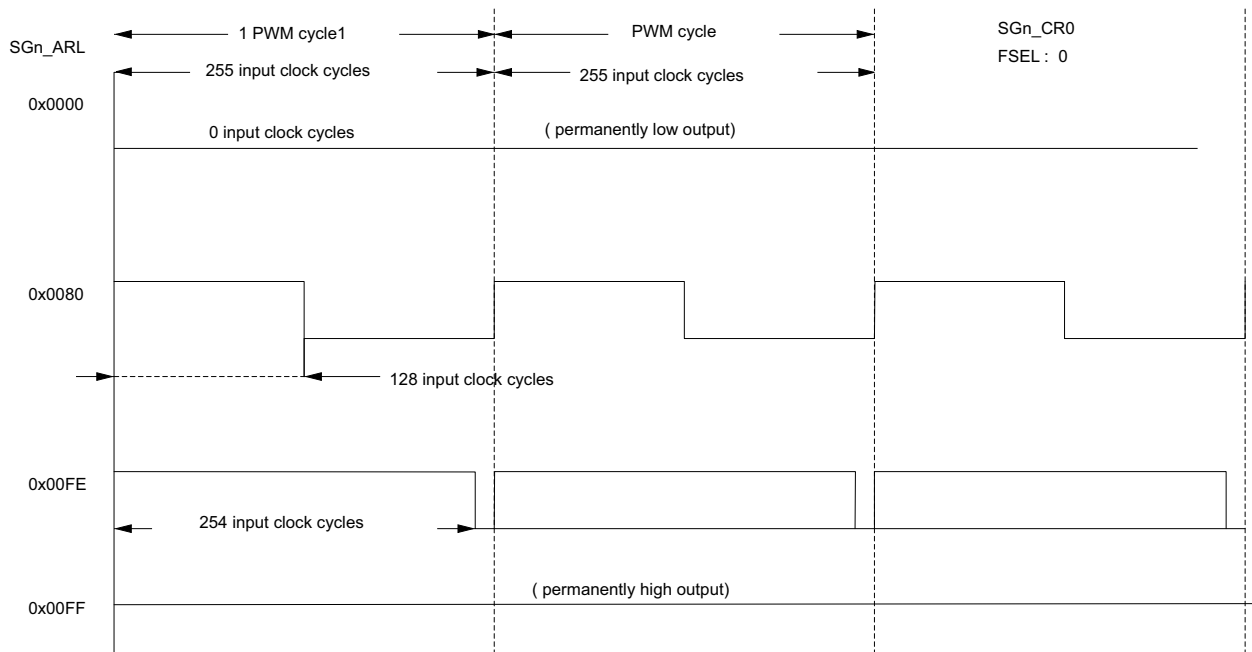 SGn_ARL
1 PWM cycle1
PWM cycle
SGn_CR0
255 input clock cycles
255 input clock cycles
FSEL : 0
0x0000
0 input clock cycles
( permanently low output)
0x0080
128 input clock cycles
0x00FE
254 input clock cycles
( permanently high output)
0x00FF